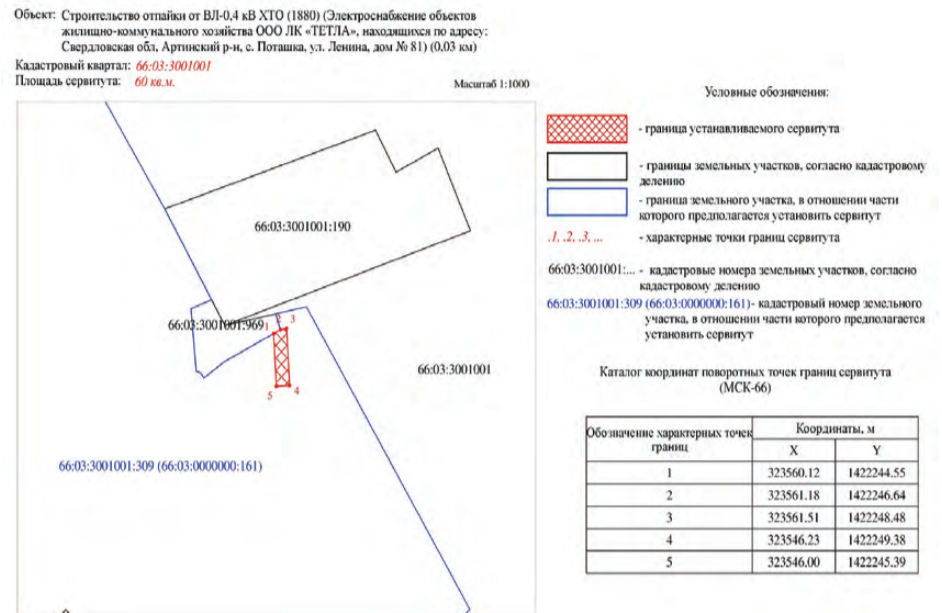 Объект: Строительство отпайки от ВЛ-0,4 кВ ХТО (1880) (Электроснабжение объектов
жилищно-коммунального хозяйства ООО ЛК «ТЕТЛА», находящихся по адресу:
Свердловская обл, Артинский р-н, с. Поташка, ул. Ленина, дом № 81) (0,03 км)
Кадастровый квартал: 66:03:3001001
Площадь сервитута: 60 кв.м.
Масштаб 1:1000
66:03:3001001:190
66:03:3001001:969
1
2
3
4
5
66:03:3001001
66:03:3001001:309 (66:03:0000000:161)
Условные обозначения:
- граница устанавливаемого сервитута
- границы земельных участков, согласно кадастровому
делению
- граница земельного участка, в отношении части
которого предполагается установить сервитут
.1, .2, .3, ... - характерные точки границ сервитута
66:03:3001001:... - кадастровые номера земельных участков, согласно
кадастровому делению
66:03:3001001:309 (66:03:0000000:161)- кадастровый номер земельного
участка, в отношении части которого предполагается
установить сервитут
Каталог координат поворотных точек границ сервитута
(МСК-66)
Обозначение характерных точек
границ
Координаты, м
X Y
1 323560.12 1422244.55
2 323561.18 1422246.64
3 323561.51 1422248.48
4 323546.23 1422249.38
5 323546.00 1422245.39